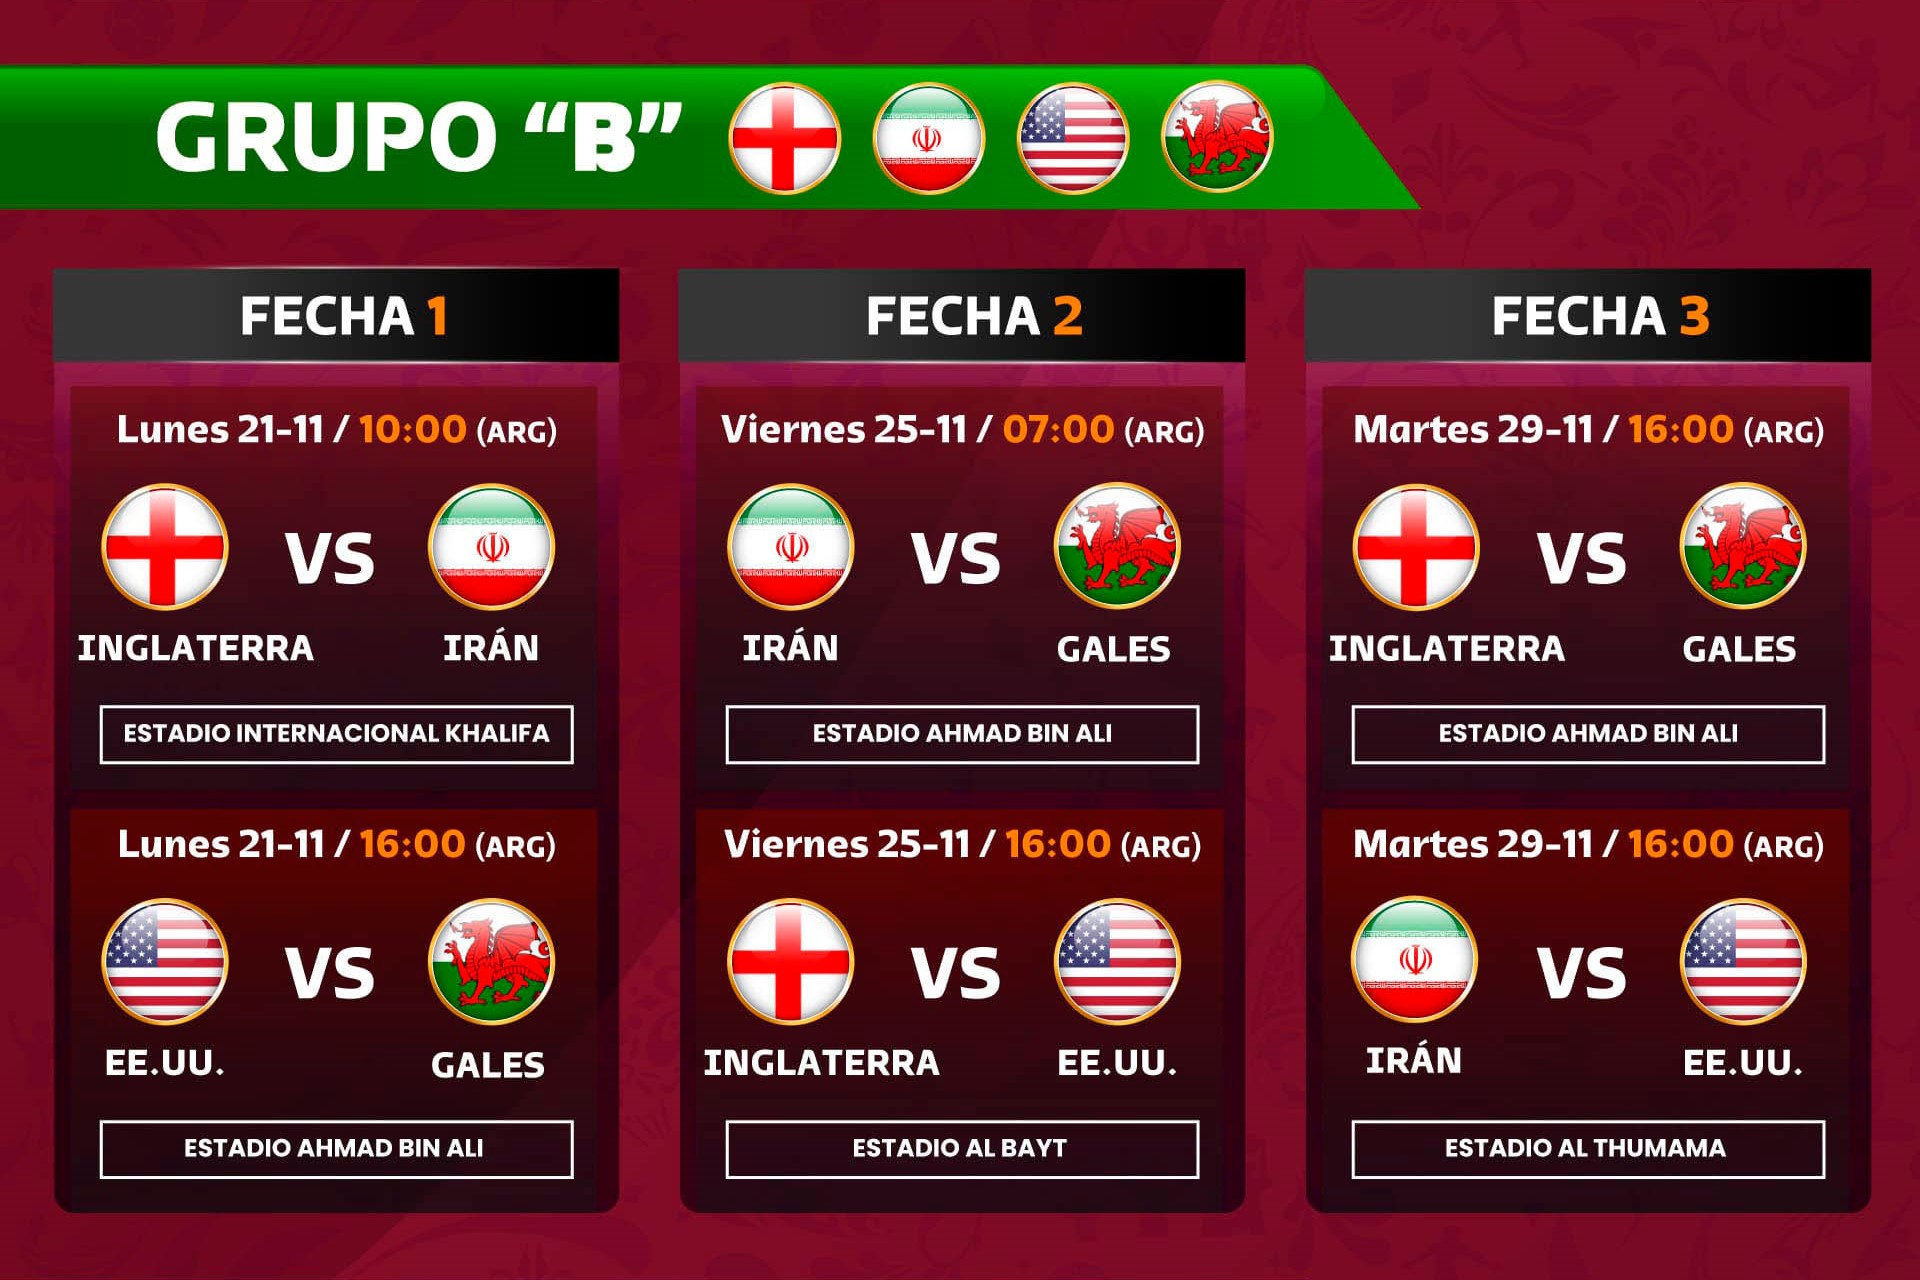 GRUPO “B”
FECHA 1
Lunes 21-11 / 10:00 (ARG)
INGLATERRA VS IRÁN
ESTADIO INTERNACIONAL KHALIFA
Lunes 21-11 / 16:00 (ARG)
EE.UU. VS GALES
ESTADIO AHMAD BIN ALI
FECHA 2
Viernes 25-11 / 07:00 (ARG)
IRÁN VS GALES
ESTADIO AHMAD BIN ALI
Viernes 25-11 / 16:00 (ARG)
INGLATERRA VS EE.UU.
ESTADIO AL BAYT
FECHA 3
Martes 29-11 / 16:00 (ARG)
INGLATERRA VS GALES
ESTADIO AHMAD BIN ALI
Martes 29-11 / 16:00 (ARG)
IRÁN VS EE.UU.
ESTADIO AL THUMAMA